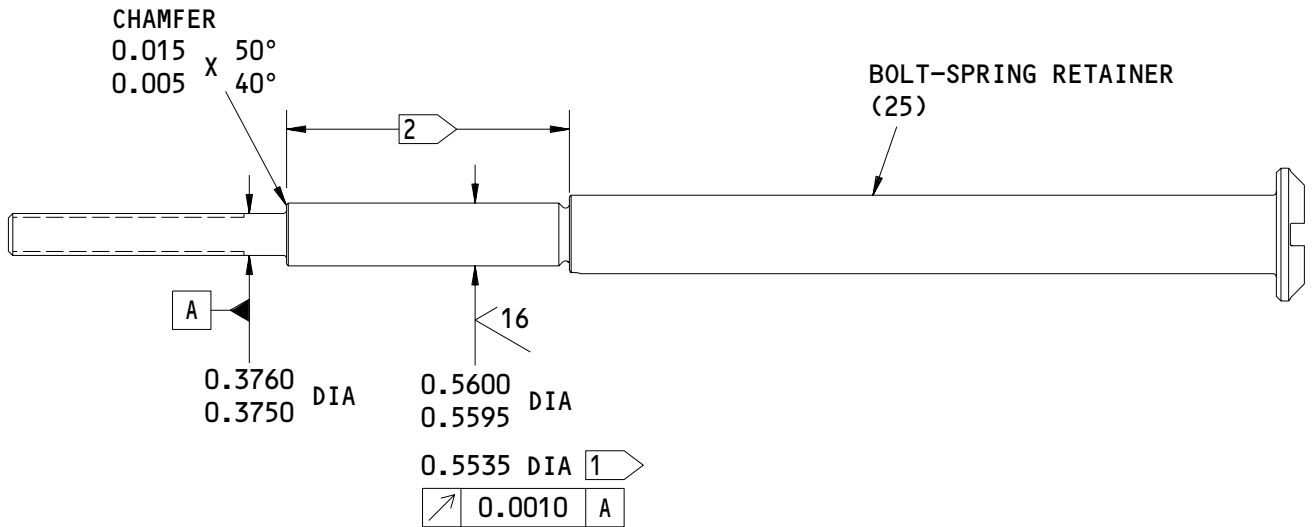 CHAMFER
0.015 X 50°
0.005 40°
BOLT-SPRING RETAINER
(25)
2
A
16
0.3760 DIA
0.3750
0.5600 DIA
0.5595
0.5535 DIA 1
0.0010 A